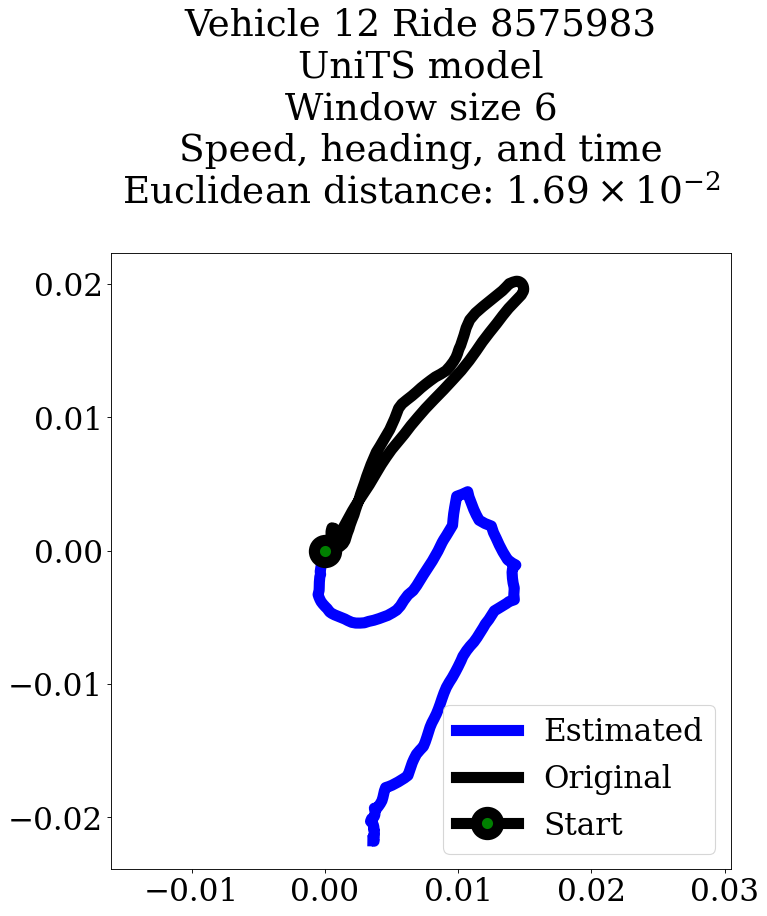 Vehicle 12 Ride 8575983
UniTS model
Window size 6
Speed, heading, and time
Euclidean distance: 1.69 × 10⁻²
0.02
0.01
0.00
−0.01
−0.02
Estimated
Original
Start
−0.01 0.00 0.01 0.02 0.03